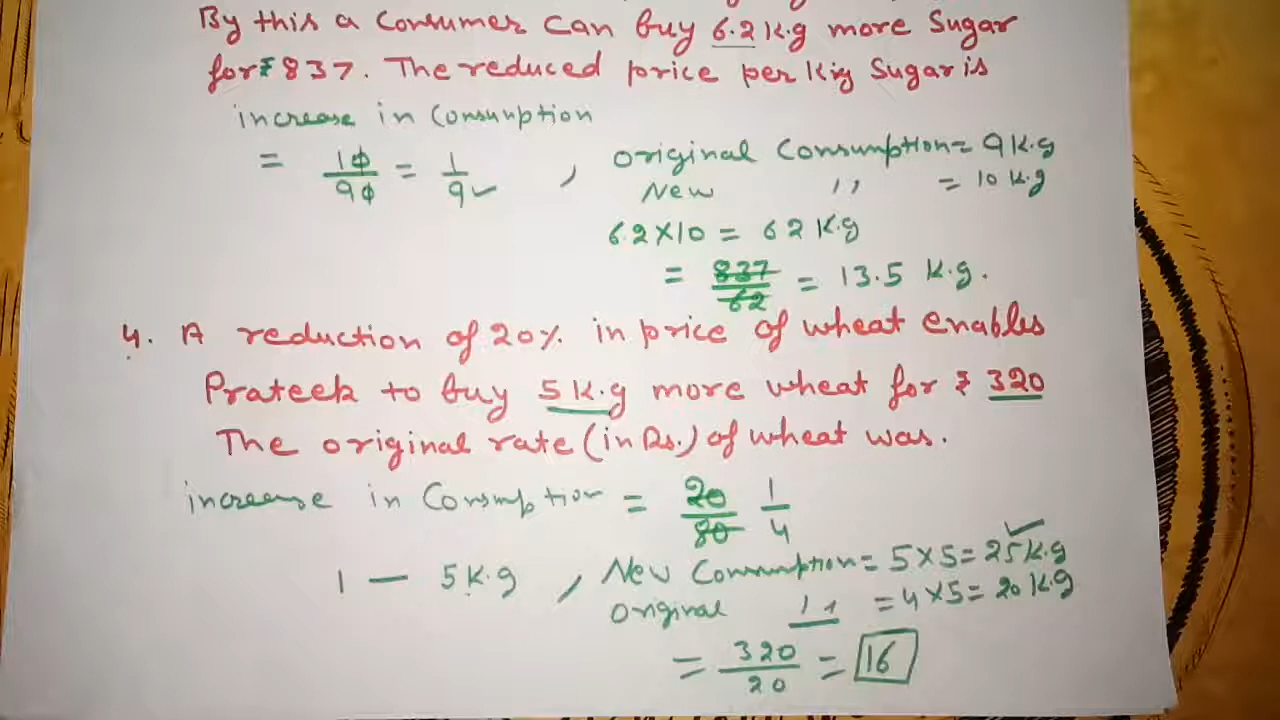 By this a Consumer can buy 6.2 K.g more Sugar
for ₹ 837. The reduced price per K.g Sugar is
increase in Consumption
= 10/90 = 1/9 ✓, Original Consumption = 9 K.g
New ,, = 10 K.g
6.2 × 10 = 62 K.g
= 837/62 = 13.5 K.g.
4. A reduction of 20% in price of wheat enables
Prateek to buy 5 K.g more wheat for ₹ 320
The original rate (in Rs.) of wheat was.
increase in Consmption = 20/80 1/4
1 — 5 K.g, New Consumption = 5×5 = 25 K.g ✓
Original ,, = 4×5 = 20 K.g
= 320/20 = 16